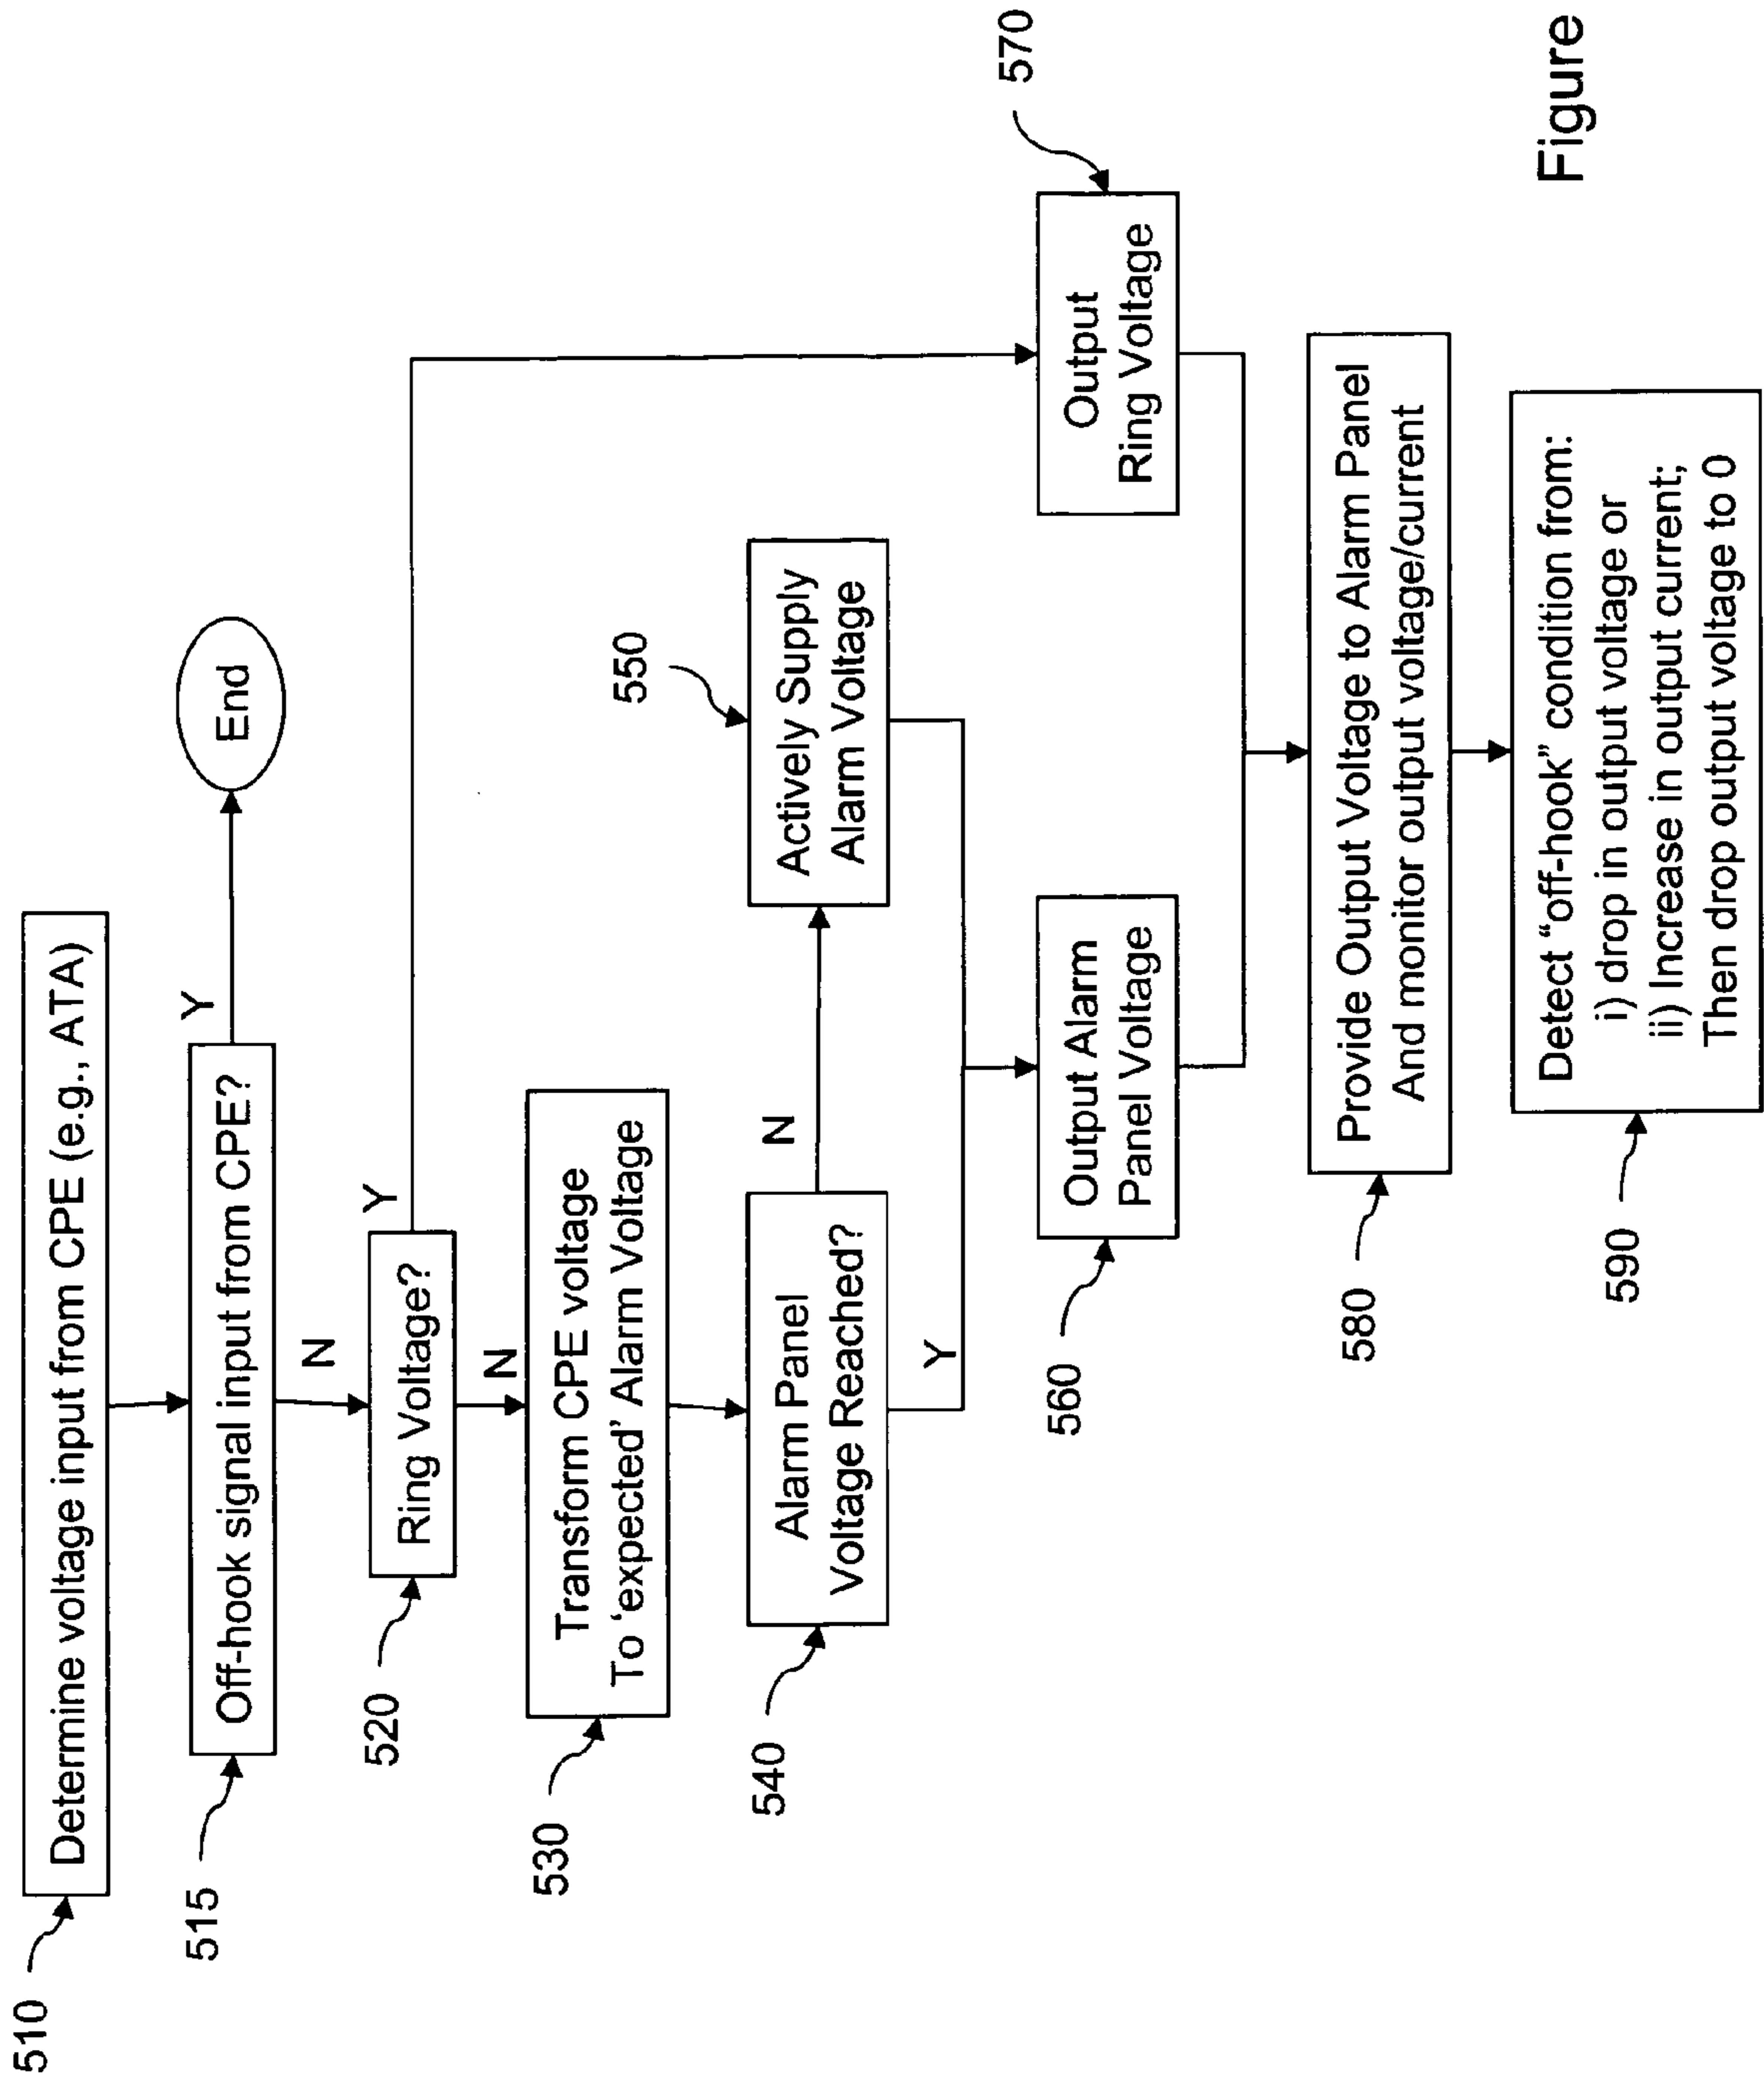 510
Determine voltage input from CPE (e.g., ATA)
515
Off-hook signal input from CPE?
Y
End
N
520
Ring Voltage?
Y
N
530
Transform CPE voltage
To ‘expected’ Alarm Voltage
540
Alarm Panel
Voltage Reached?
N
550
Actively Supply
Alarm Voltage
Y
560
Output Alarm
Panel Voltage
570
Output
Ring Voltage
580
Provide Output Voltage to Alarm Panel
And monitor output voltage/current
590
Detect “off-hook” condition from:
i) drop in output voltage or
ii) Increase in output current;
Then drop output voltage to 0
Figure